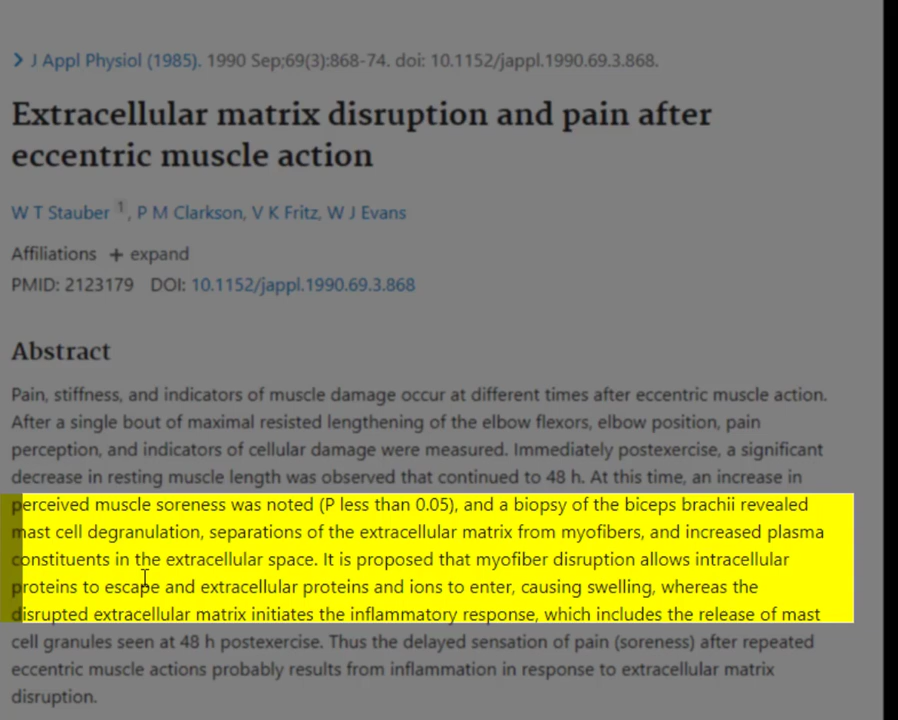 J Appl Physiol (1985). 1990 Sep;69(3):868-74. doi: 10.1152/jappl.1990.69.3.868.
Extracellular matrix disruption and pain after
eccentric muscle action
W T Stauber 1, P M Clarkson, V K Fritz, W J Evans
Affiliations + expand
PMID: 2123179 DOI: 10.1152/jappl.1990.69.3.868
Abstract
Pain, stiffness, and indicators of muscle damage occur at different times after eccentric muscle action.
After a single bout of maximal resisted lengthening of the elbow flexors, elbow position, pain
perception, and indicators of cellular damage were measured. Immediately postexercise, a significant
decrease in resting muscle length was observed that continued to 48 h. At this time, an increase in
perceived muscle soreness was noted (P less than 0.05), and a biopsy of the biceps brachii revealed
mast cell degranulation, separations of the extracellular matrix from myofibers, and increased plasma
constituents in the extracellular space. It is proposed that myofiber disruption allows intracellular
proteins to escape and extracellular proteins and ions to enter, causing swelling, whereas the
disrupted extracellular matrix initiates the inflammatory response, which includes the release of mast
cell granules seen at 48 h postexercise. Thus the delayed sensation of pain (soreness) after repeated
eccentric muscle actions probably results from inflammation in response to extracellular matrix
disruption.